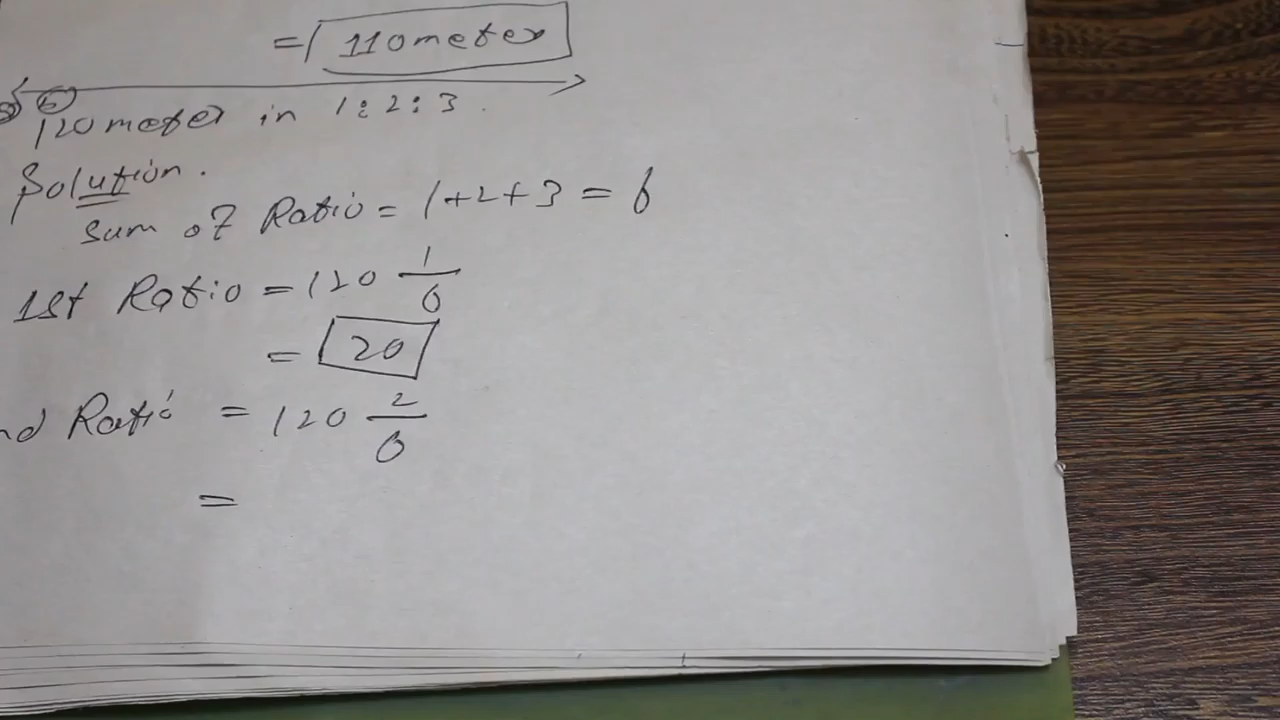 = 110 meter
120 meter in 1:2:3.
Solution.
Sum of Ratio = 1+2+3 = 6
1st Ratio = 120 1/6
= 20
nd Ratio = 120 2/6
=